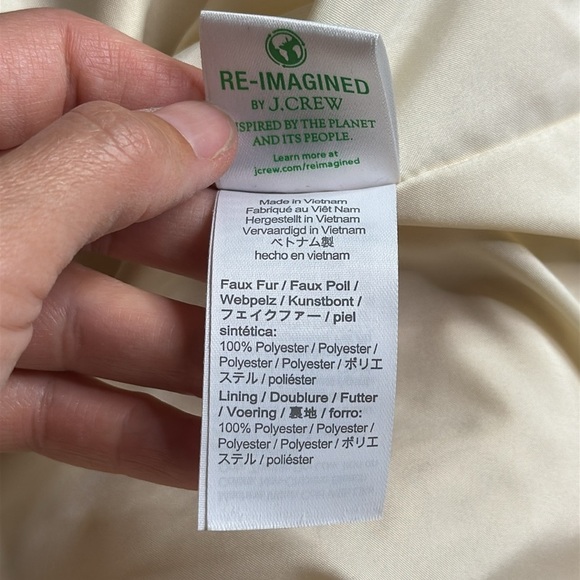 RE-IMAGINED
BY J.CREW
SPIRED BY THE PLANET
AND ITS PEOPLE.
Learn more at
jcrew.com/reimagined
Made in Vietnam
Fabriqué au Viêt Nam
Hergestellt in Vietnam
Vervaardigd in Vietnam
ベトナム製
hecho en vietnam
Faux Fur / Faux Poil /
Webpelz / Kunstbont /
フェイクファー / piel
sintética:
100% Polyester / Polyester /
Polyester / Polyester / ポリエ
ステル / poliéster
Lining / Doublure / Futter
/ Voering / 裏地 / forro:
100% Polyester / Polyester /
Polyester / Polyester / ポリエ
ステル / poliéster